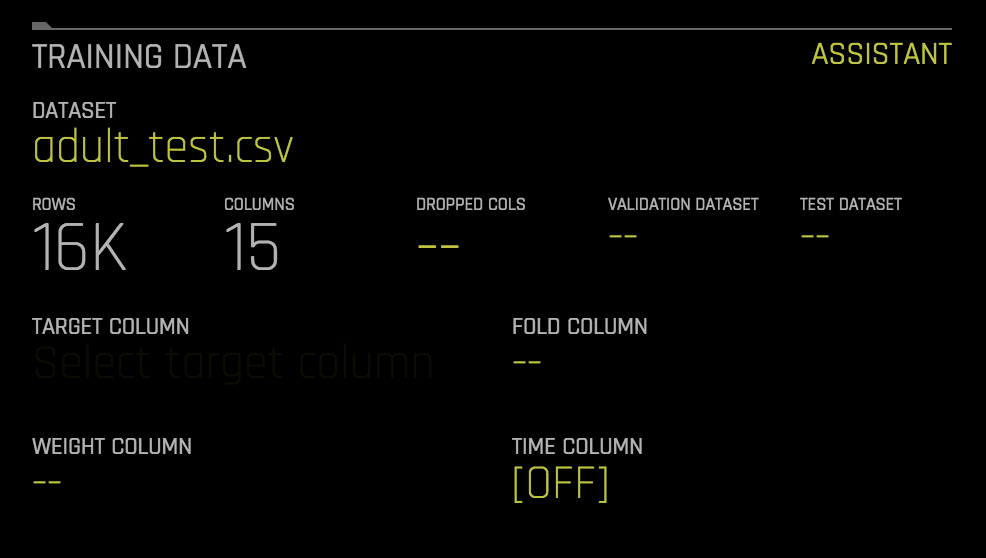 TRAINING DATA
ASSISTANT
DATASET
adult_test.csv
ROWS
16K
COLUMNS
15
DROPPED COLS
--
VALIDATION DATASET
--
TEST DATASET
--
TARGET COLUMN
Select target column
FOLD COLUMN
--
WEIGHT COLUMN
--
TIME COLUMN
[OFF]